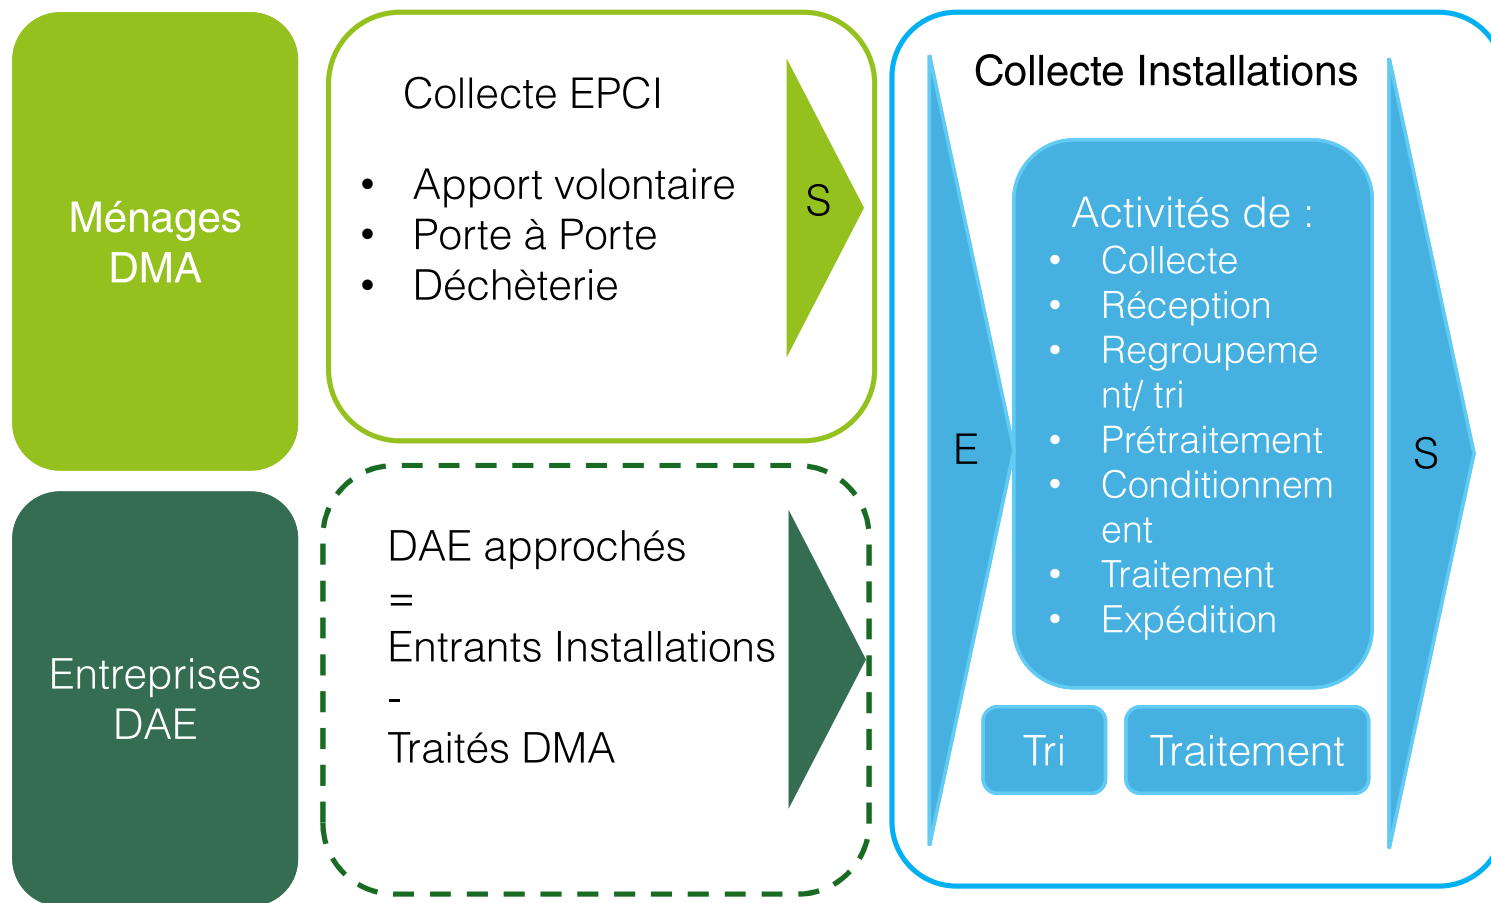 Ménages
DMA
Collecte EPCI
• Apport volontaire
• Porte à Porte
• Déchèterie
S
Entreprises
DAE
DAE approchés
=
Entrants Installations
-
Traités DMA
Collecte Installations
E
Activités de :
• Collecte
• Réception
• Regroupeme
nt/ tri
• Prétraitement
• Conditionnem
ent
• Traitement
• Expédition
Tri
Traitement
S